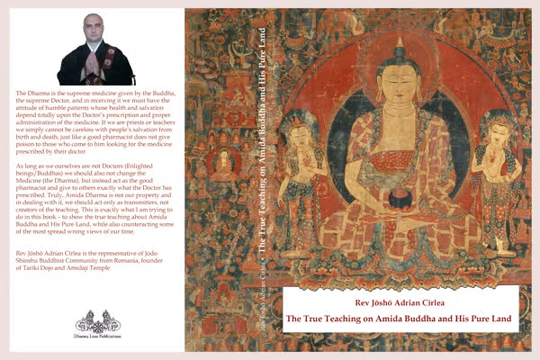 The Dharma is the supreme medicine given by the Buddha,
the supreme Doctor, and in receiving it we must have the
attitude of humble patients whose health and salvation
depend totally upon the Doctor's prescription and proper
administration of the medicine. If we are priests or teachers
we simply cannot be careless with people's salvation from
birth and death, just like a good pharmacist does not give
poison to those who come to him looking for the medicine
prescribed by their doctor.
As long as we ourselves are not Doctors (Enlighted
beings/Buddhas) we should also not change the
Medicine (the Dharma), but instead act as the good
pharmacist and give to others exactly what the Doctor has
prescribed. Truly, Amida Dharma is not our property and
in dealing with it, we should act only as transmitters, not
creators of the teaching. This is exactly what I am trying to
do in this book – to show the true teaching about Amida
Buddha and His Pure Land, while also counteracting some
of the most spread wrong views of our time.
Rev Jōshō Adrian Cîrlea is the representative of Jodo
Shinshu Buddhist Community from Romania, founder
of Tariki Dojo and Amidaji Temple
Dharma Lion Publications
Rev Jōshō Adrian Cîrlea The True Teaching on Amida Buddha and His Pure Land
Rev Jōshō Adrian Cîrlea
The True Teaching on Amida Buddha and His Pure Land